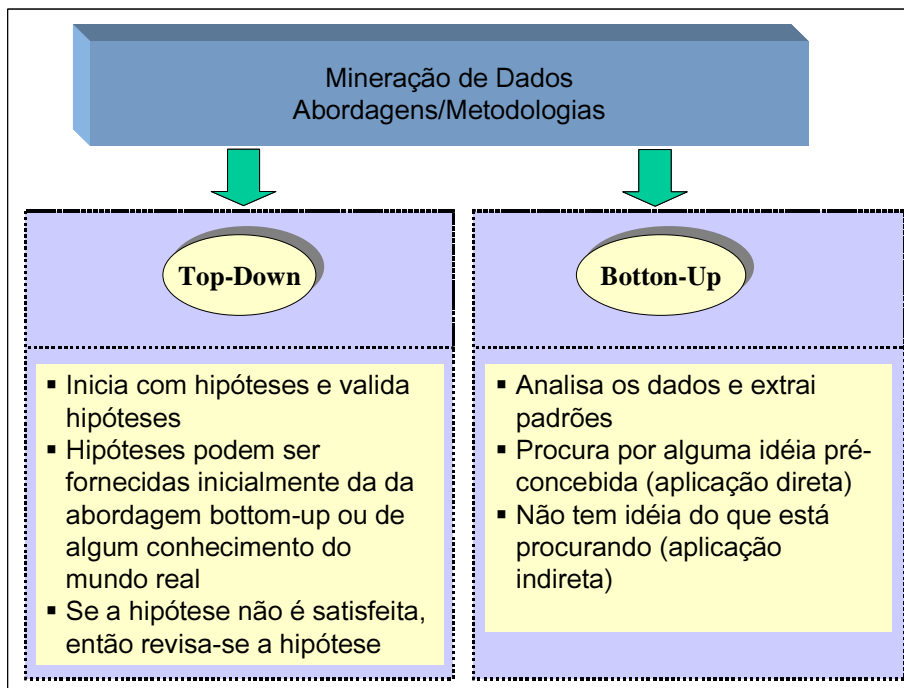 Mineração de Dados
Abordagens/Metodologias
Top-Down
▪ Inicia com hipóteses e valida
hipóteses
▪ Hipóteses podem ser
fornecidas inicialmente da da
abordagem bottom-up ou de
algum conhecimento do
mundo real
▪ Se a hipótese não é satisfeita,
então revisa-se a hipótese
Botton-Up
▪ Analisa os dados e extrai
padrões
▪ Procura por alguma idéia pré-
concebida (aplicação direta)
▪ Não tem idéia do que está
procurando (aplicação
indireta)